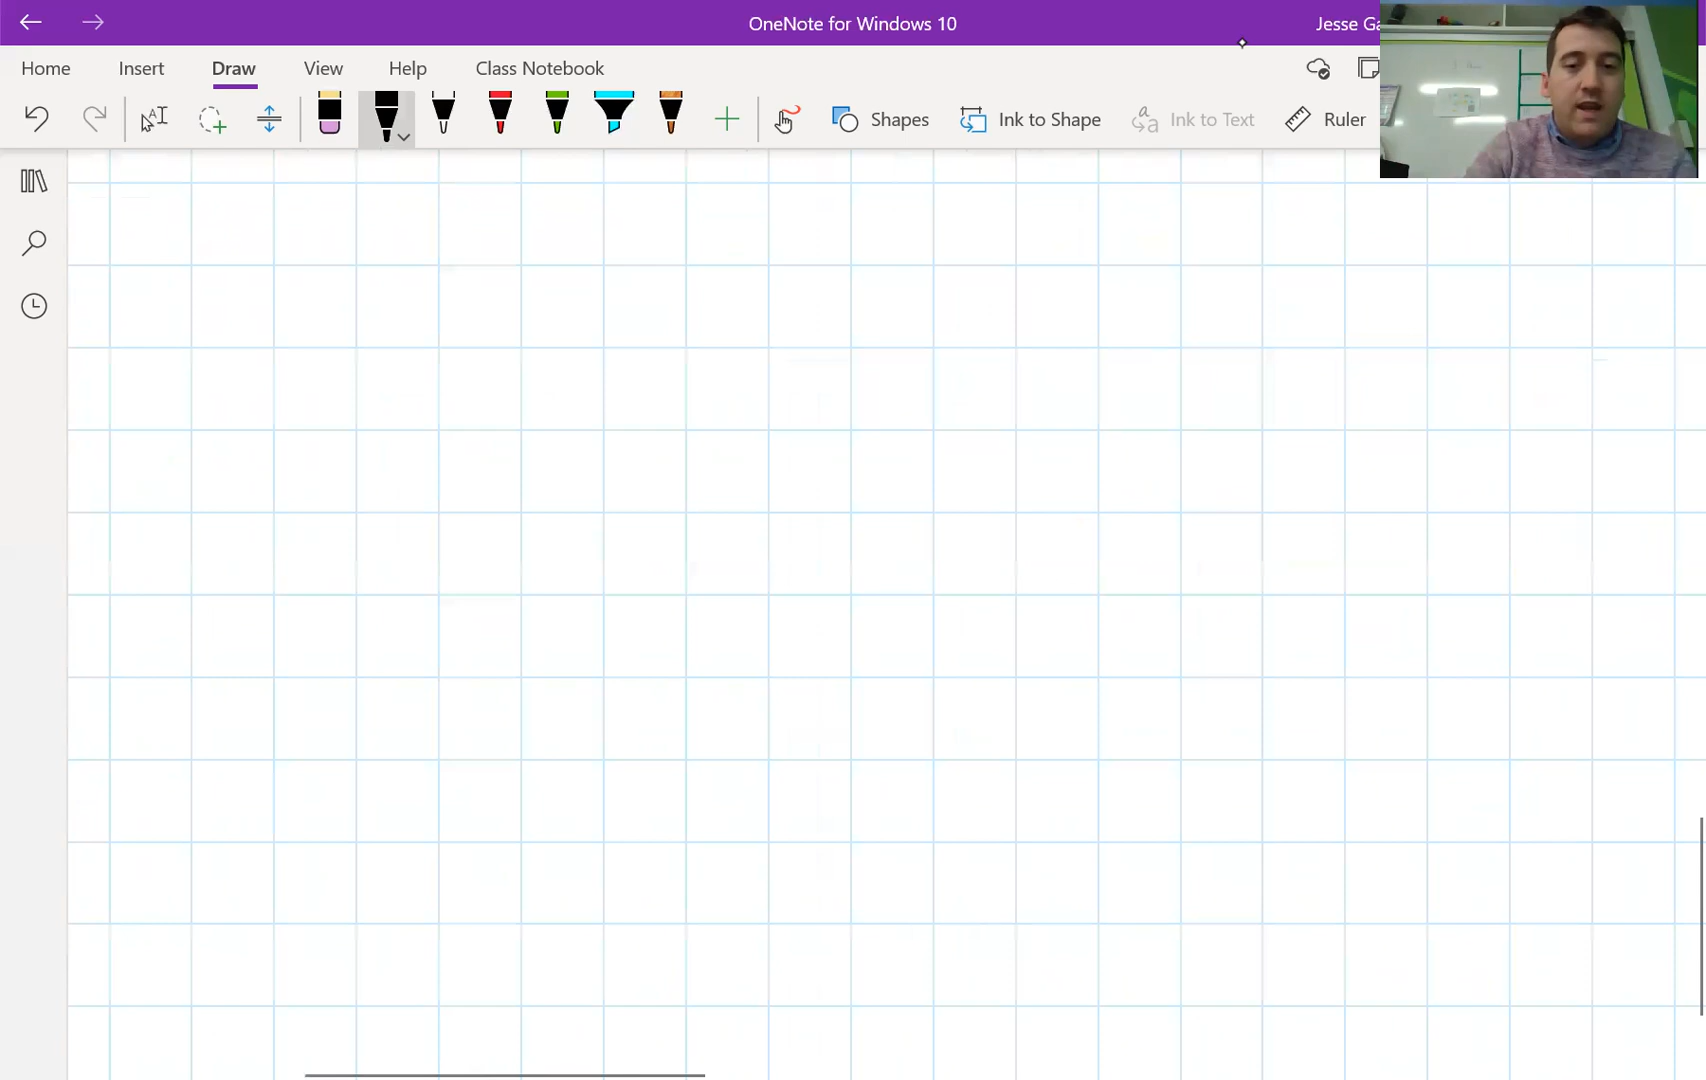 OneNote for Windows 10
Jesse Ga
Home Insert Draw View Help Class Notebook
Shapes Ink to Shape Ink to Text Ruler